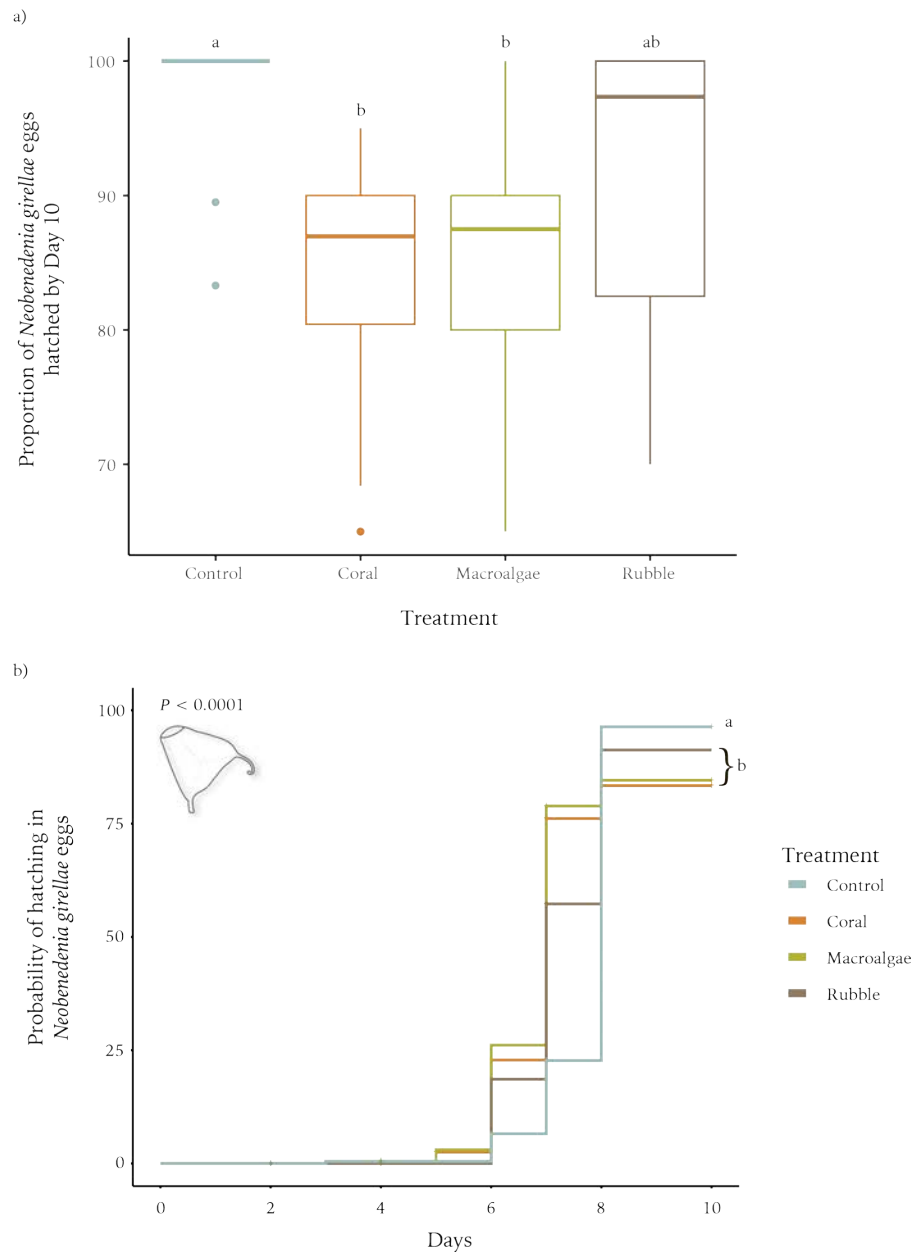 a)
Proportion of Neobenedenia girellae eggs
hatched by Day 10
100
90
80
70
a
b
b
ab
Control
Coral
Macroalgae
Rubble
Treatment
b)
Probability of hatching in
Neobenedenia girellae eggs
P < 0.0001
100
75
50
25
0
a
} b
0
2
4
6
8
10
Days
Treatment
Control
Coral
Macroalgae
Rubble